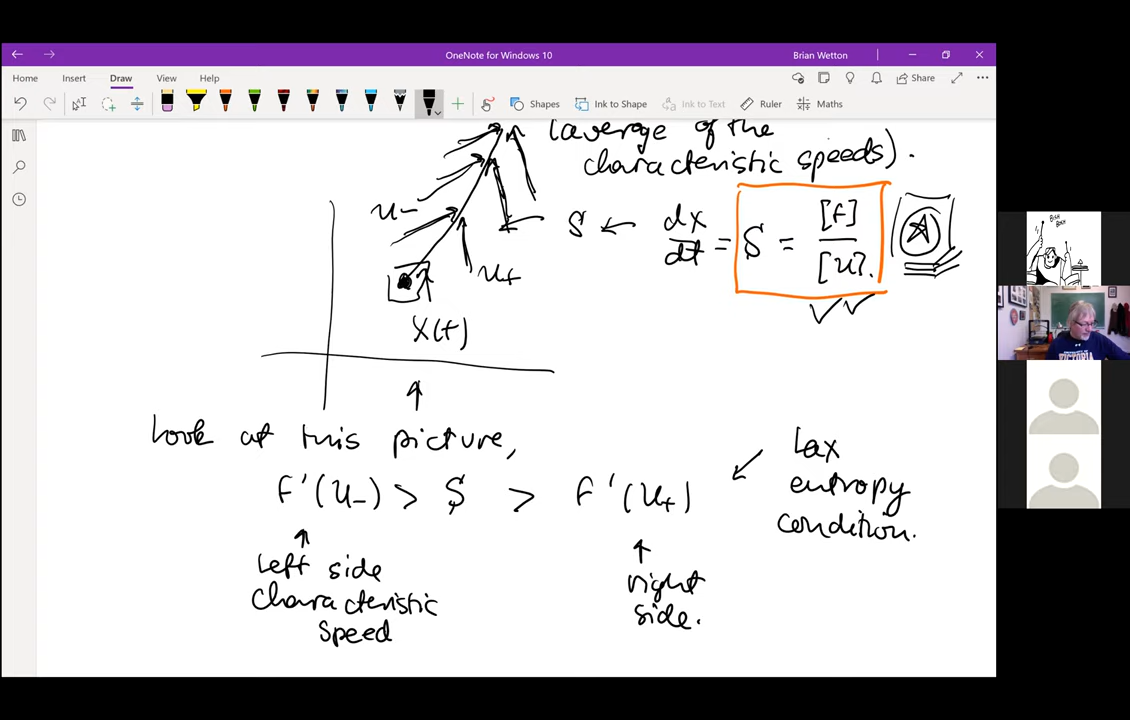 OneNote for Windows 10
Brian Wetton
Home
Insert
Draw
View
Help
Share
Shapes
Ink to Shape
Ink to Text
Ruler
Maths
(average of the
characteristic speeds).
u−
S ← dx/dt = S = [f]/[u].
u+
X(t)
Look at this picture,
f'(u−) > S > f'(u+)
Lax
entropy
condition.
left side
characteristic
speed
right
side.